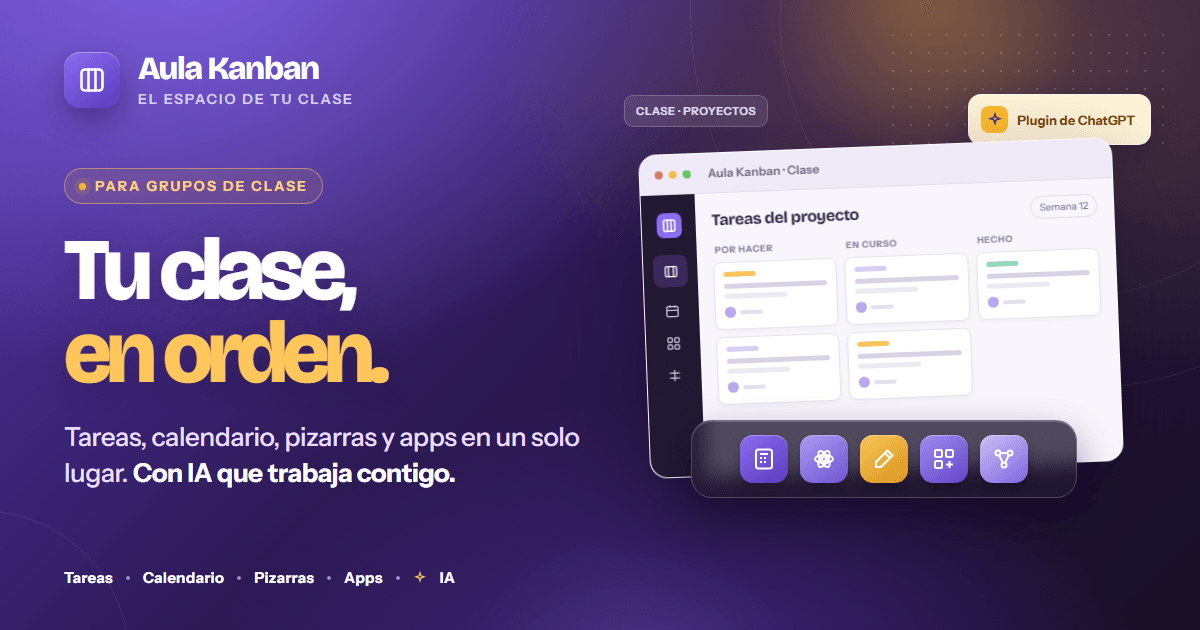 Aula Kanban
EL ESPACIO DE TU CLASE
PARA GRUPOS DE CLASE
Tu clase,
en orden.
Tareas, calendario, pizarras y apps en un solo
lugar. Con IA que trabaja contigo.
Tareas • Calendario • Pizarras • Apps • IA
CLASE · PROYECTOS
Plugin de ChatGPT
Aula Kanban · Clase
Tareas del proyecto
Semana 12
POR HACER
EN CURSO
HECHO